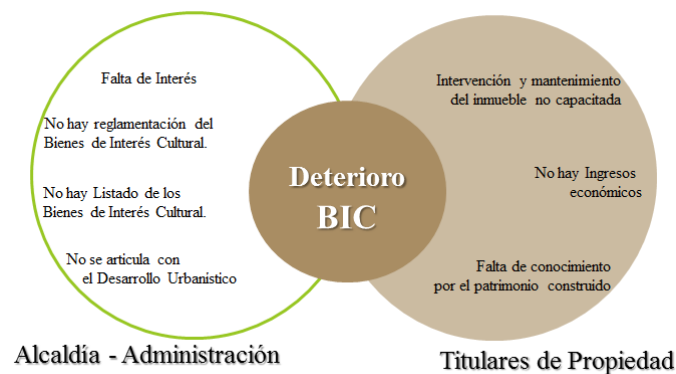 Falta de Interés
No hay reglamentación del
Bienes de Interés Cultural.
No hay Listado de los
Bienes de Interés Cultural.
No se articula con
el Desarrollo Urbanistico
Deterioro
BIC
Intervención y mantenimiento
del inmueble no capacitada
No hay Ingresos
económicos
Falta de conocimiento
por el patrimonio construido
Alcaldía - Administración
Titulares de Propiedad